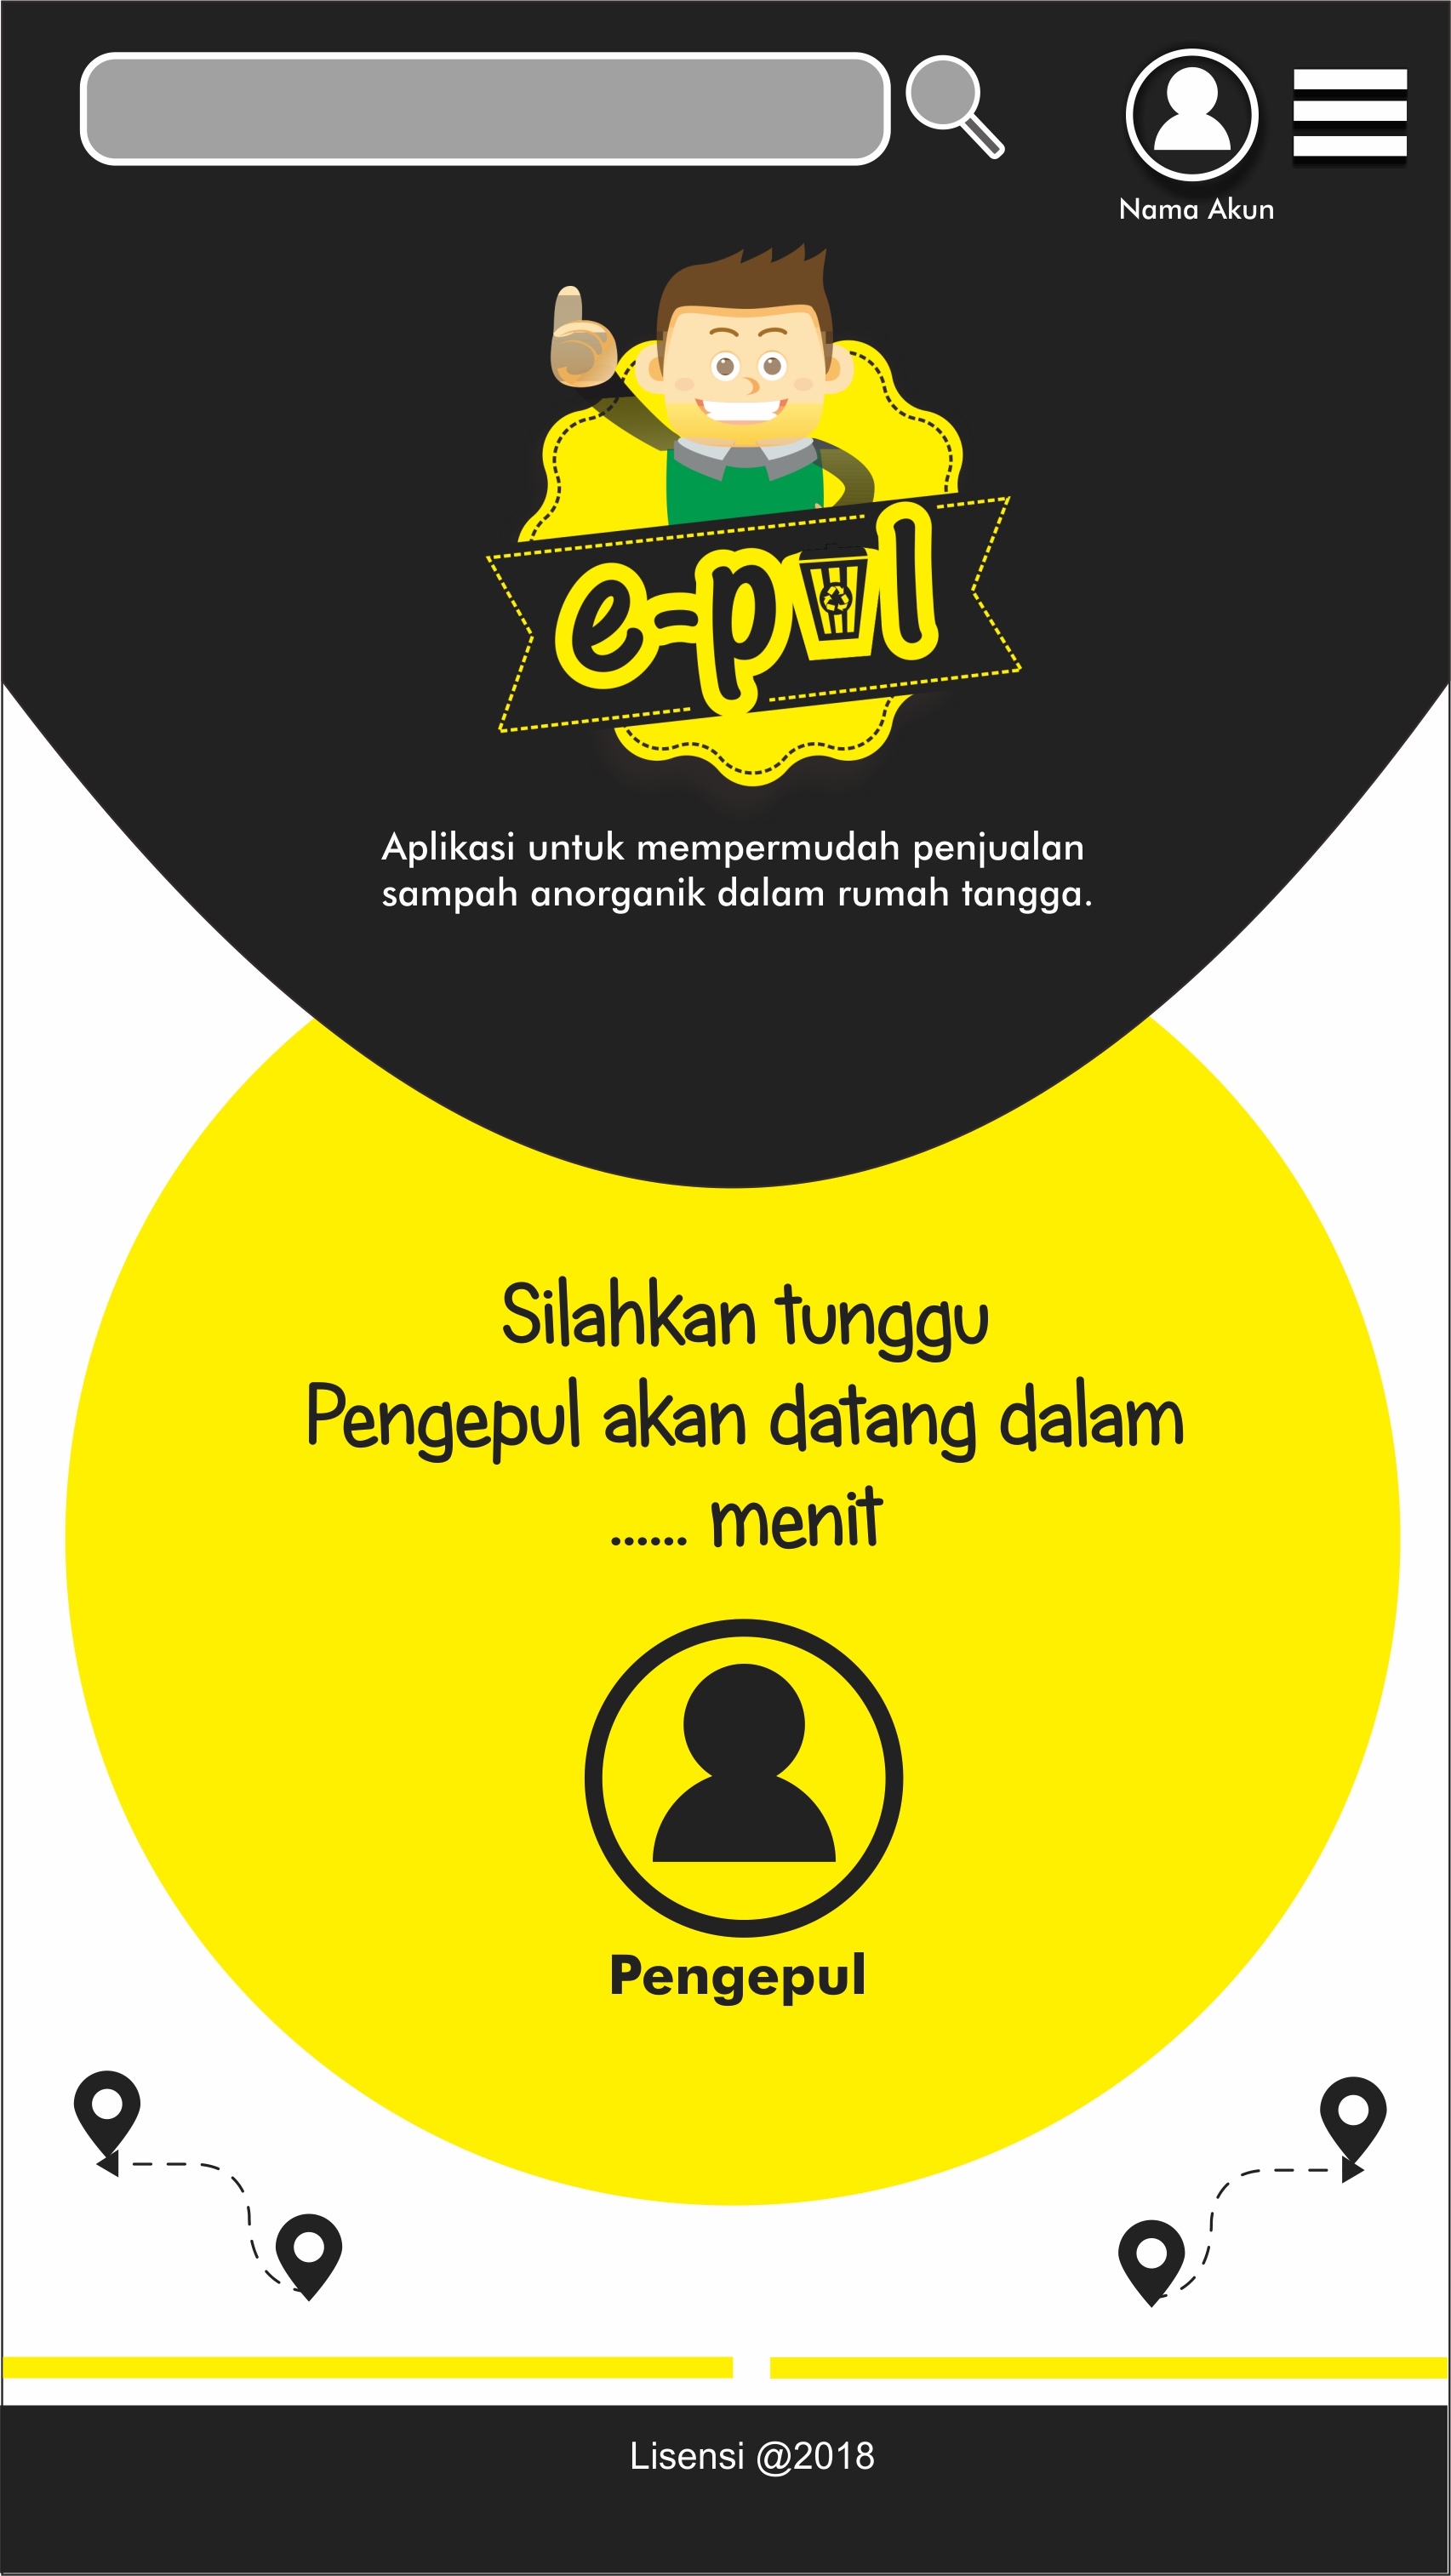 Nama Akun
e-pul
Aplikasi untuk mempermudah penjualan
sampah anorganik dalam rumah tangga.
Silahkan tunggu
Pengepul akan datang dalam
...... menit
Pengepul
Lisensi @2018